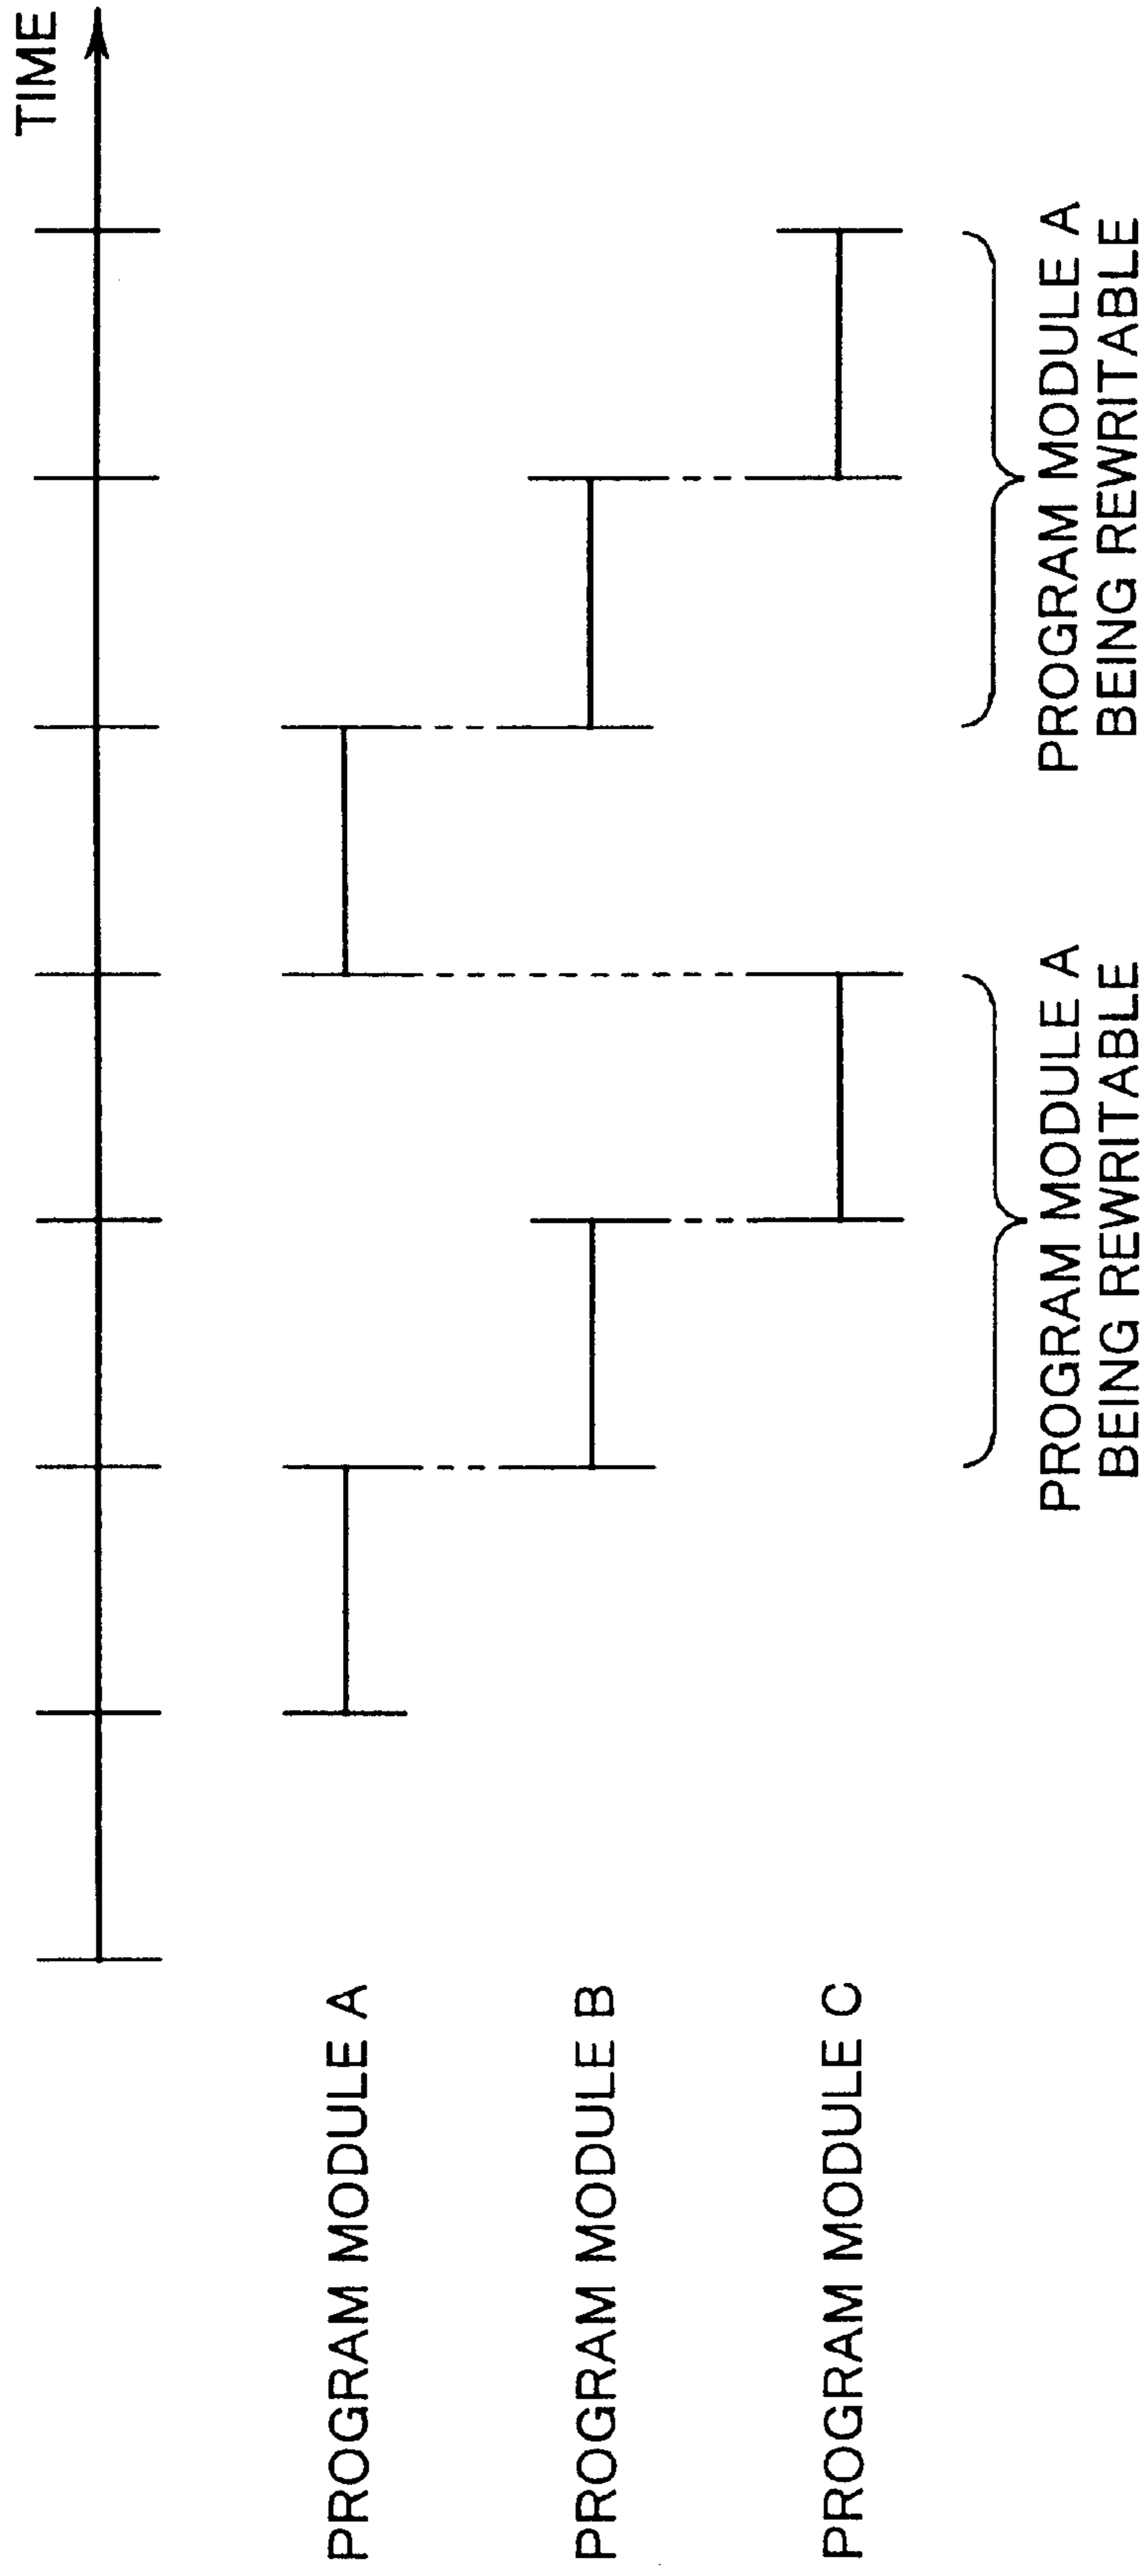 TIME
PROGRAM MODULE A
PROGRAM MODULE B
PROGRAM MODULE C
PROGRAM MODULE A
BEING REWRITABLE
PROGRAM MODULE A
BEING REWRITABLE